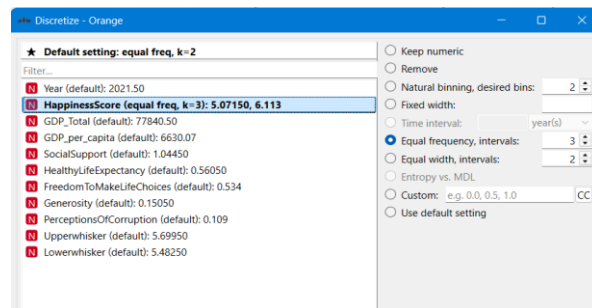 Discretize - Orange
★ Default setting: equal freq, k=2
Filter...
N Year (default): 2021.50
N HappinessScore (equal freq, k=3): 5.07150, 6.113
N GDP_Total (default): 77840.50
N GDP_per_capita (default): 6630.07
N SocialSupport (default): 1.04450
N HealthyLifeExpectancy (default): 0.56050
N FreedomToMakeLifeChoices (default): 0.534
N Generosity (default): 0.15050
N PerceptionsOfCorruption (default): 0.109
N Upperwhisker (default): 5.69950
N Lowerwhisker (default): 5.48250
Keep numeric
Remove
Natural binning, desired bins: 2
Fixed width:
Time interval: year(s)
Equal frequency, intervals: 3
Equal width, intervals: 2
Entropy vs. MDL
Custom: e.g. 0.0, 0.5, 1.0 CC
Use default setting